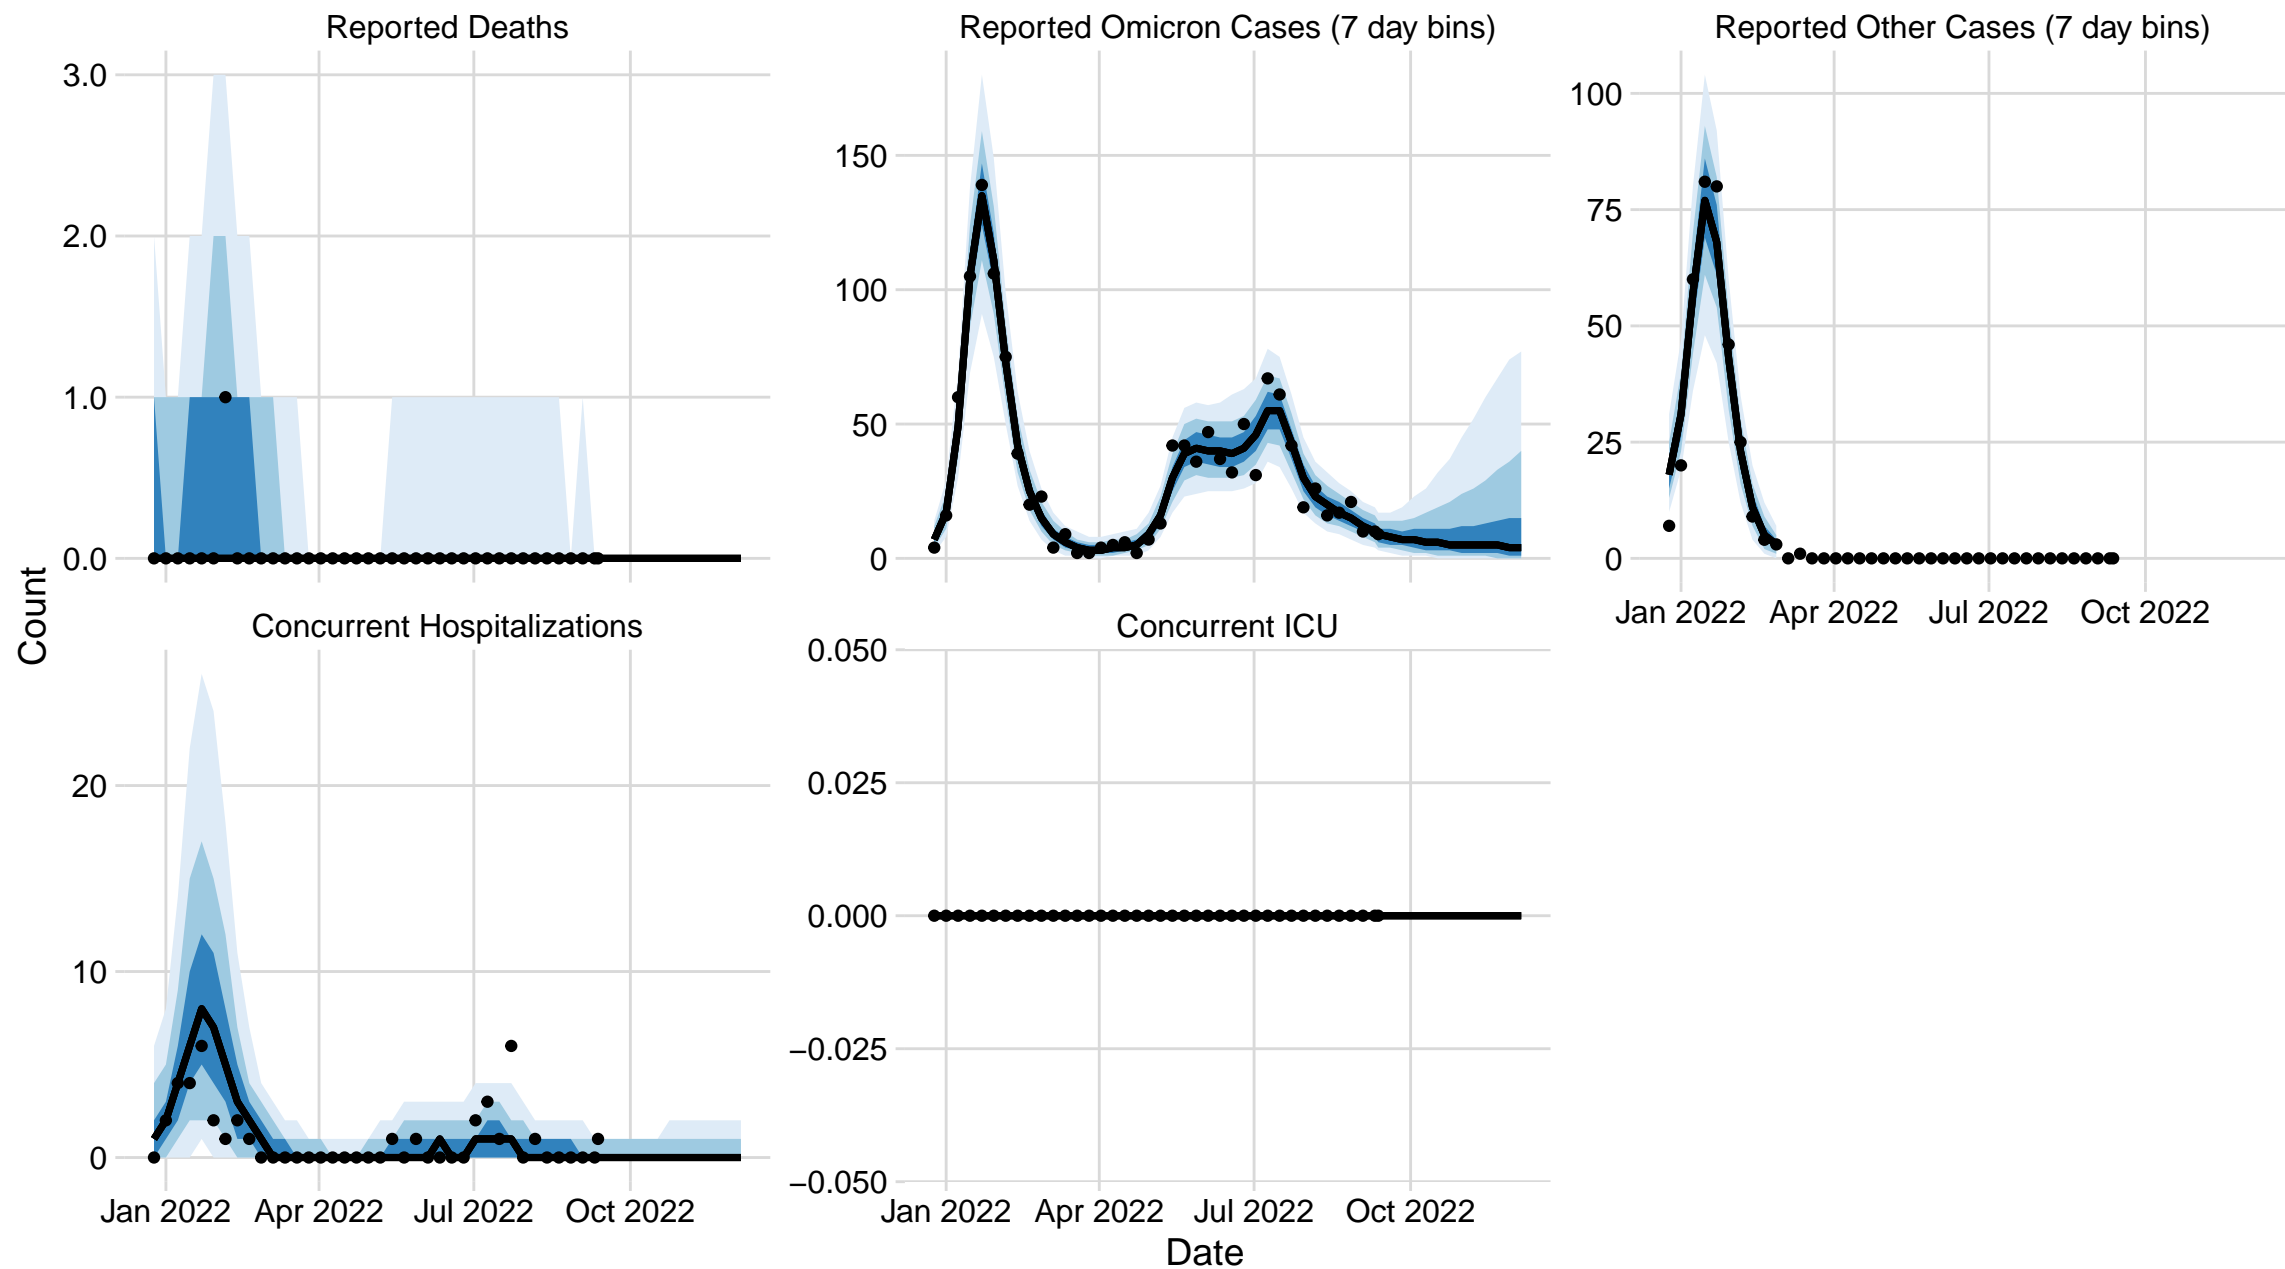 Reported Deaths
Reported Omicron Cases (7 day bins)
Reported Other Cases (7 day bins)
3.0
2.0
1.0
0.0
150
100
50
0
100
75
50
25
0
Jan 2022 Apr 2022 Jul 2022 Oct 2022
Count
Concurrent Hospitalizations
Concurrent ICU
20
10
0
0.050
0.025
0.000
−0.025
−0.050
Jan 2022 Apr 2022 Jul 2022 Oct 2022
Jan 2022 Apr 2022 Jul 2022 Oct 2022
Date